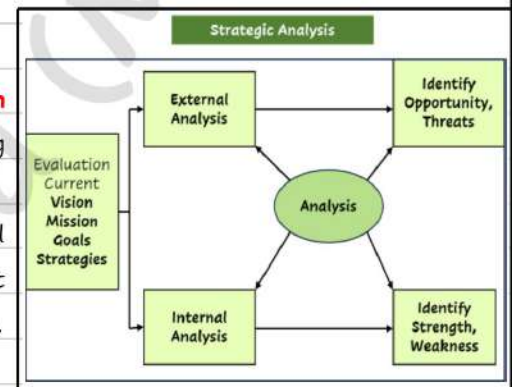 Strategic Analysis
External
Analysis
Identify
Opportunity,
Threats
Evaluation
Current
Vision
Mission
Goals
Strategies
Analysis
Internal
Analysis
Identify
Strength,
Weakness